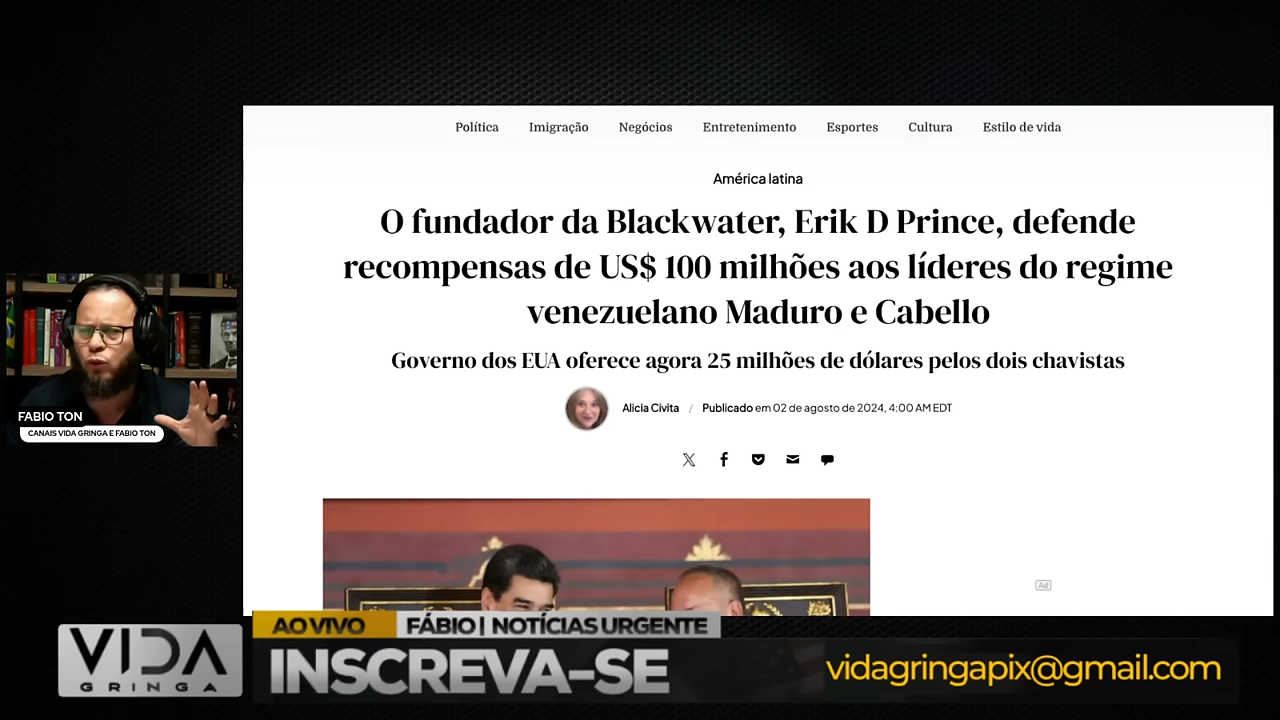 Política Imigração Negócios Entretenimento Esportes Cultura Estilo de vida
América latina
O fundador da Blackwater, Erik D Prince, defende
recompensas de US$ 100 milhões aos líderes do regime
venezuelano Maduro e Cabello
Governo dos EUA oferece agora 25 milhões de dólares pelos dois chavistas
Alicia Civita / Publicado em 02 de agosto de 2024, 4:00 AM EDT
FABIO TON
CANAIS VIDA GRINGA E FABIO TON
Ad
AO VIVO FÁBIO | NOTÍCIAS URGENTE
VIDA
GRINGA
INSCREVA-SE
vidagringapix@gmail.com